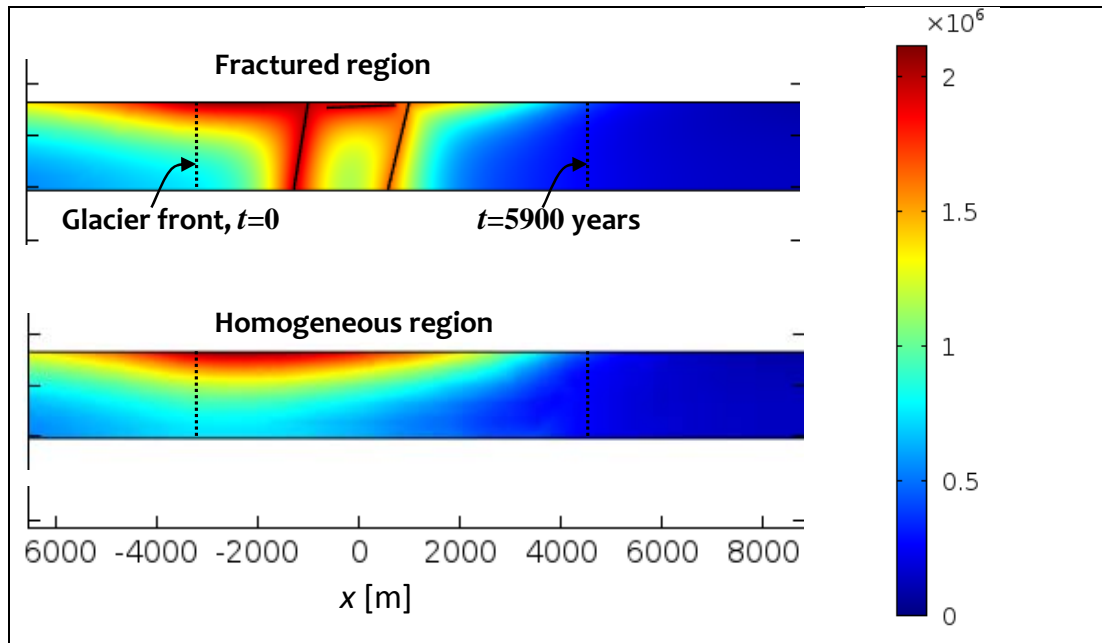 ×10⁶
Fractured region
2
Glacier front, t=0
t=5900 years
1.5
Homogeneous region
1
0.5
6000 -4000 -2000 0 2000 4000 6000 8000
0
x [m]